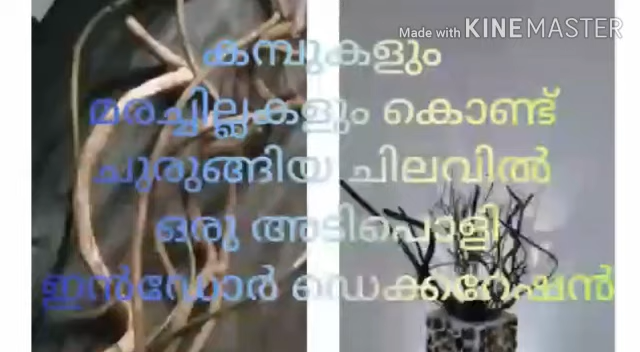 Made with KINEMASTER
കമ്പുകളും
മരച്ചില്ലകളും കൊണ്ട്
ചുരുങ്ങിയ ചിലവിൽ
ഒരു അടിപൊളി
ഇൻഡോർ ഡെക്കറേഷൻ